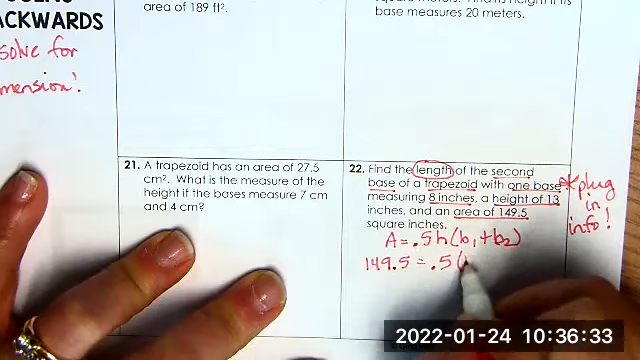 ACKWARDS
solve for
mension!
area of 189 ft².
base measures 20 meters.
21. A trapezoid has an area of 27.5
cm². What is the measure of the
height if the bases measure 7 cm
and 4 cm?
22. Find the length of the second
base of a trapezoid with one base
measuring 8 inches, a height of 13
inches, and an area of 149.5
square inches.
*plug
in
info!
A = .5h(b₁+b₂)
149.5 = .5(
2022-01-24 10:36:33